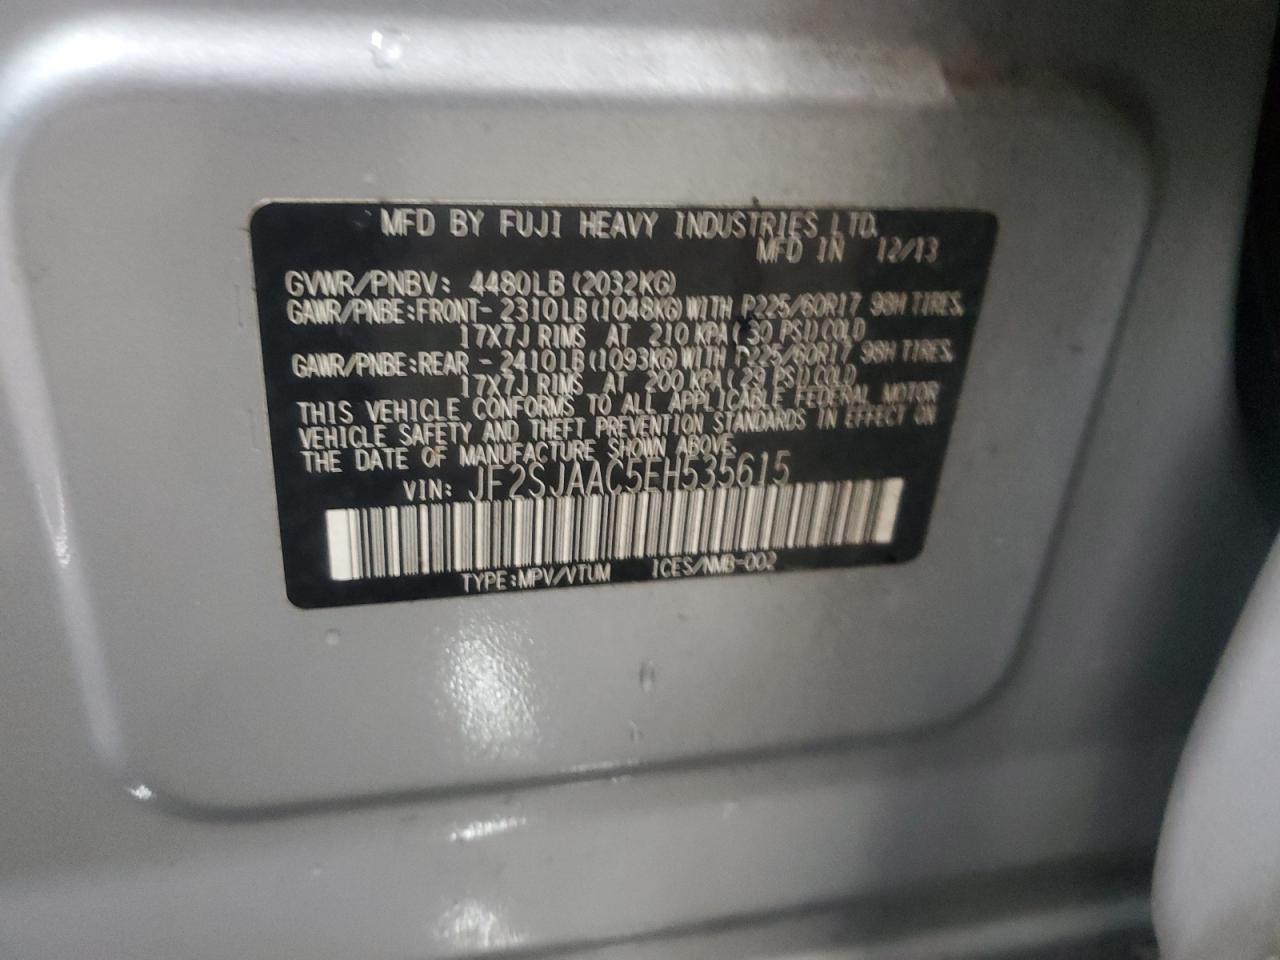 MFD BY FUJI HEAVY INDUSTRIES LTD.
MFD IN 12/13
GVWR/PNBV: 4480LB (2032KG)
GAWR/PNBE:FRONT- 2310LB (1048KG) WITH P225/60R17 98H TIRES,
17X7J RIMS AT 210 KPA (30 PSI) COLD
GAWR/PNBE:REAR - 2410LB (1093KG) WITH P225/60R17 98H TIRES,
17X7J RIMS AT 200 KPA (29 PSI) COLD
THIS VEHICLE CONFORMS TO ALL APPLICABLE FEDERAL MOTOR
VEHICLE SAFETY AND THEFT PREVENTION STANDARDS IN EFFECT ON
THE DATE OF MANUFACTURE SHOWN ABOVE.
VIN: JF2SJAAC5EH535615
TYPE:MPV/VTUM ICES/NMB-002